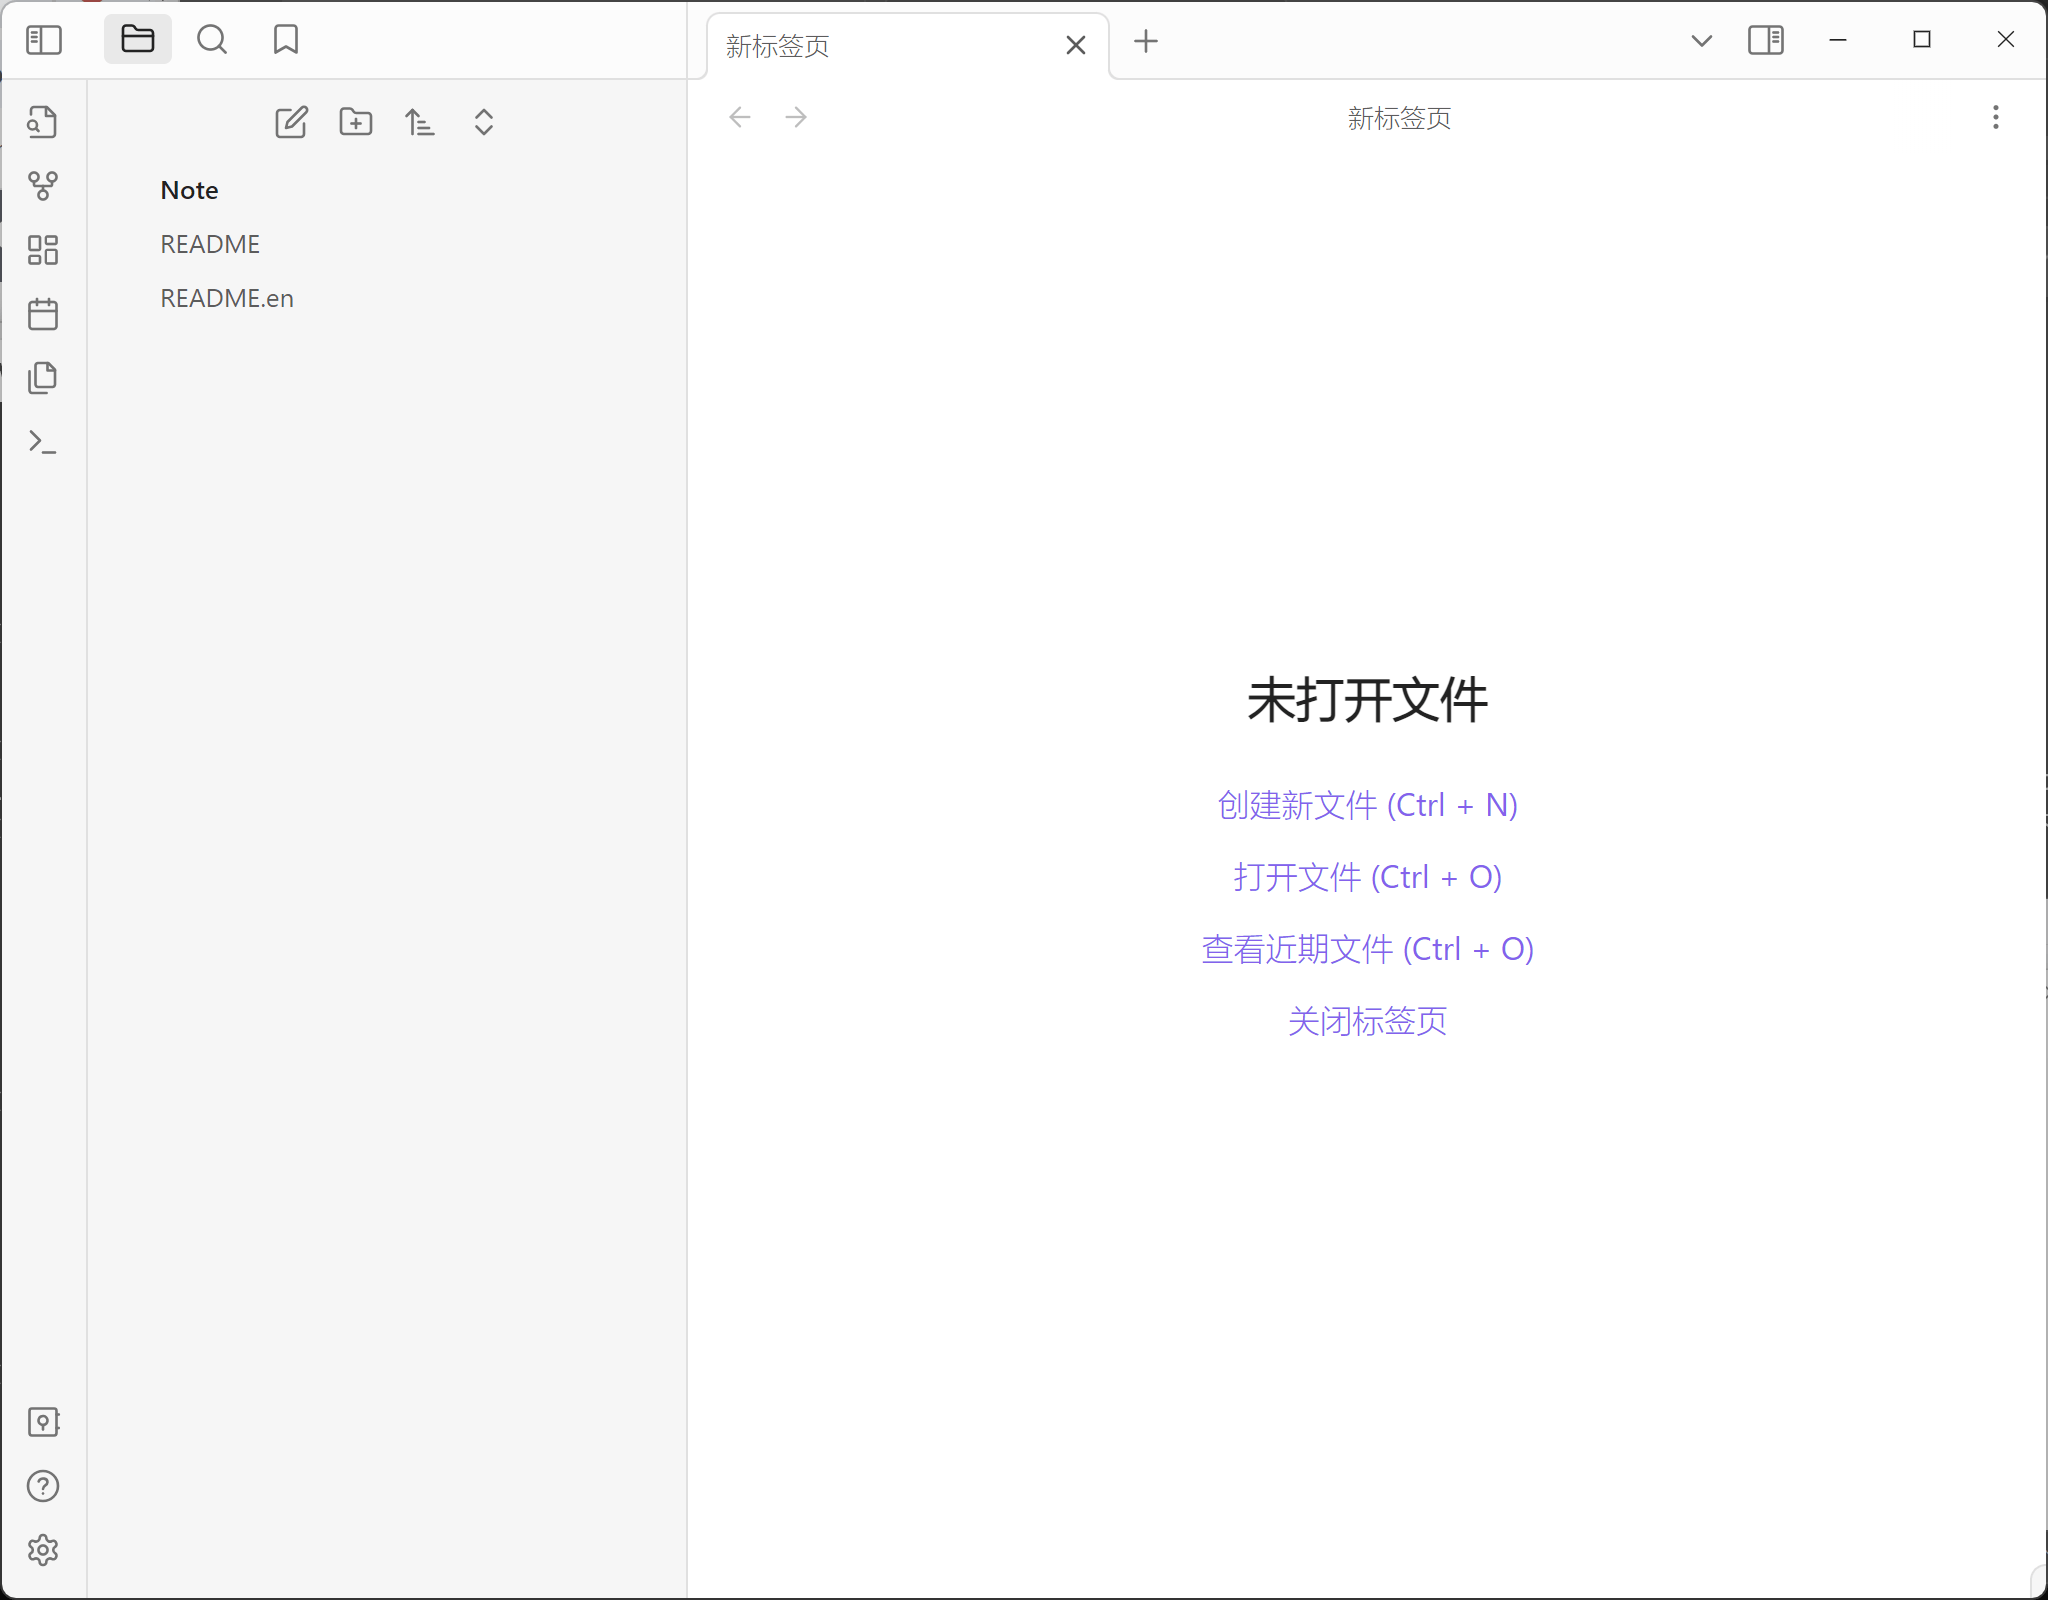 新标签页
新标签页
Note
README
README.en
未打开文件
创建新文件 (Ctrl + N)
打开文件 (Ctrl + O)
查看近期文件 (Ctrl + O)
关闭标签页